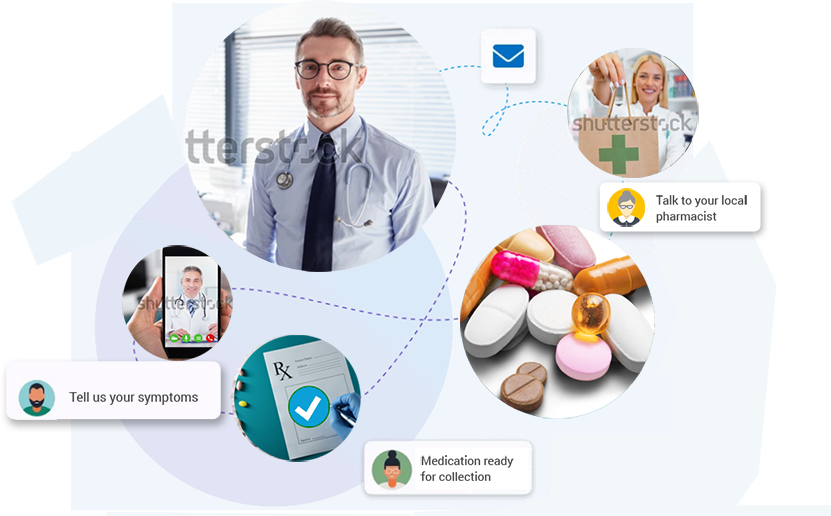 tterstock
shutterstock
Talk to your local
pharmacist
shutterstock
Rx
Tell us your symptoms
Medication ready
for collection